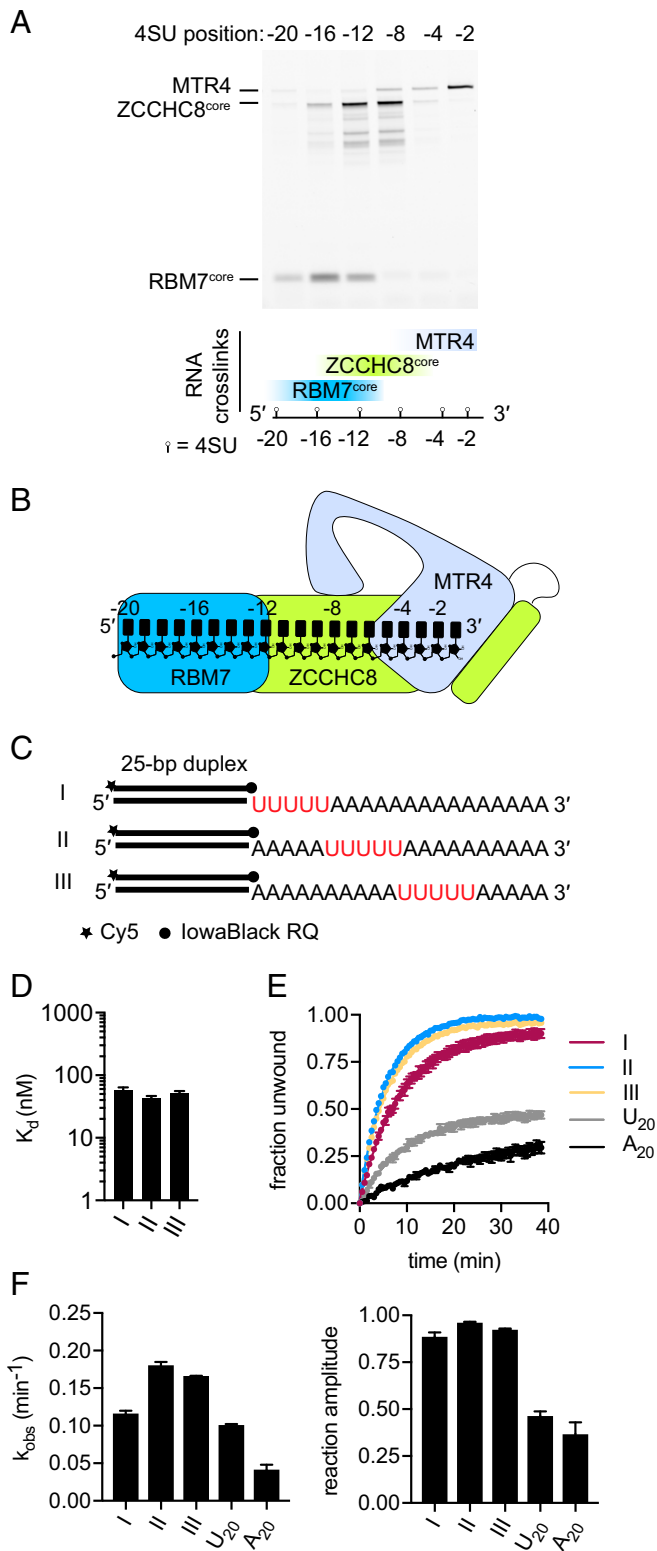 A
4SU position: -20 -16 -12 -8 -4 -2
MTR4
ZCCHC8core
RBM7core
RNA crosslinks
MTR4
ZCCHC8core
RBM7core
5′ 3′
-20 -16 -12 -8 -4 -2
= 4SU
B
MTR4
-20 -16 -12 -8 -4 -2
5′ 3′
RBM7 ZCCHC8
C
25-bp duplex
I 5′ UUUUUAAAAAAAAAAAAAAA 3′
II 5′ AAAAAUUUUUAAAAAAAAAA 3′
III 5′ AAAAAAAAAAUUUUUAAAAA 3′
Cy5 IowaBlack RQ
D
Kd (nM)
1000
100
10
1
I II III
E
fraction unwound
1.00
0.75
0.50
0.25
0.00
0 10 20 30 40
time (min)
I
II
III
U20
A20
F
kobs (min-1)
0.25
0.20
0.15
0.10
0.05
0.00
I II III U20 A20
reaction amplitude
1.00
0.75
0.50
0.25
0.00
I II III U20 A20